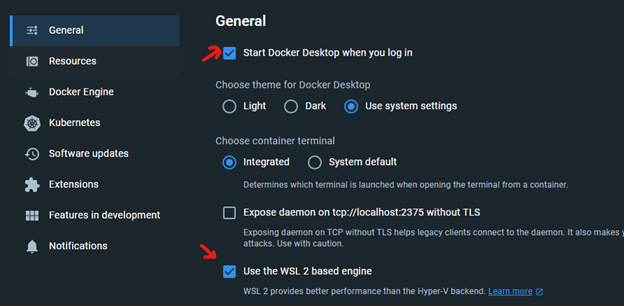 General
Resources
Docker Engine
Kubernetes
Software updates
Extensions
Features in development
Notifications
General
Start Docker Desktop when you log in
Choose theme for Docker Desktop
Light Dark Use system settings
Choose container terminal
Integrated System default
Determines which terminal is launched when opening the terminal from a container.
Expose daemon on tcp://localhost:2375 without TLS
Exposing daemon on TCP without TLS helps legacy clients connect to the daemon. It also makes
attacks. Use with caution.
Use the WSL 2 based engine
WSL 2 provides better performance than the Hyper-V backend. Learn more